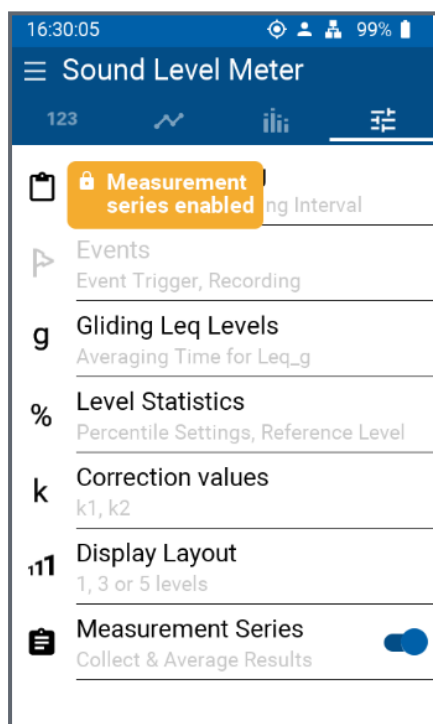 16:30:05 99%
Sound Level Meter
123
Measurement
series enabled
ng Interval
Events
Event Trigger, Recording
g Gliding Leq Levels
Averaging Time for Leq_g
% Level Statistics
Percentile Settings, Reference Level
k Correction values
k1, k2
111 Display Layout
1, 3 or 5 levels
Measurement Series
Collect & Average Results